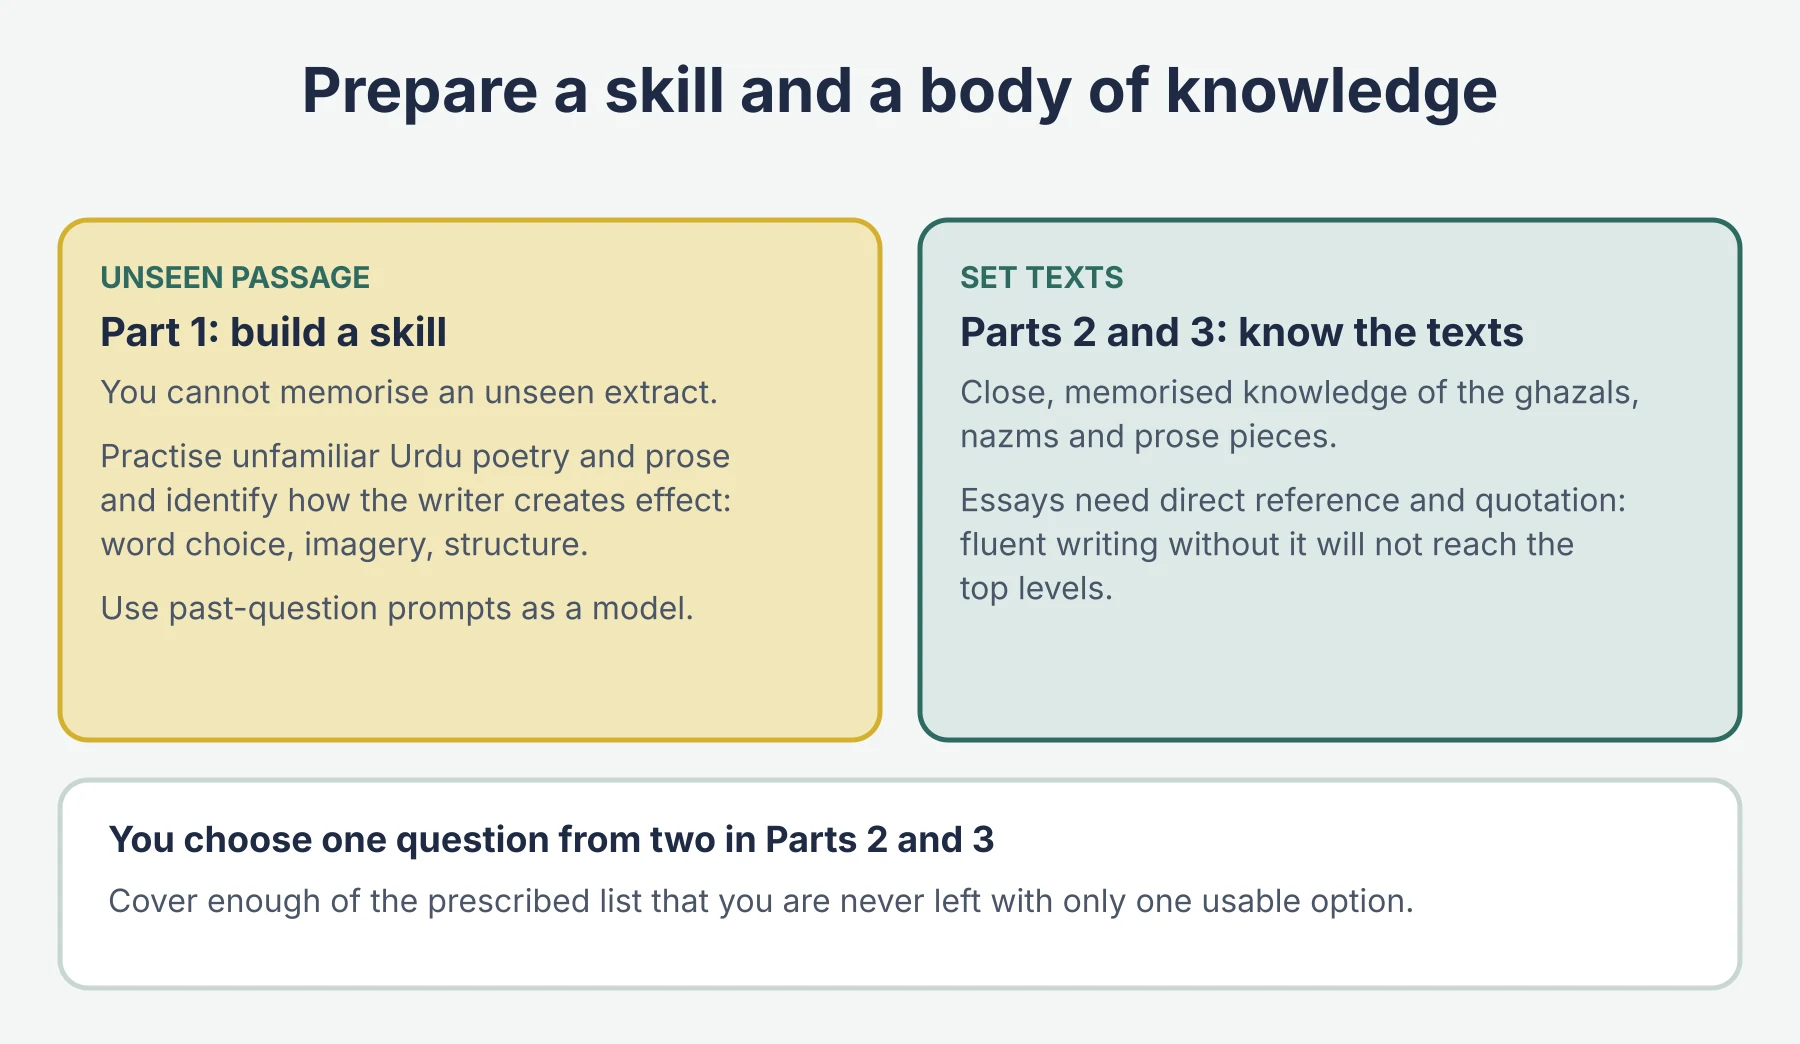 Prepare a skill and a body of knowledge
UNSEEN PASSAGE
Part 1: build a skill
You cannot memorise an unseen extract.
Practise unfamiliar Urdu poetry and prose
and identify how the writer creates effect:
word choice, imagery, structure.
Use past-question prompts as a model.
SET TEXTS
Parts 2 and 3: know the texts
Close, memorised knowledge of the ghazals,
nazms and prose pieces.
Essays need direct reference and quotation:
fluent writing without it will not reach the
top levels.
You choose one question from two in Parts 2 and 3
Cover enough of the prescribed list that you are never left with only one usable option.